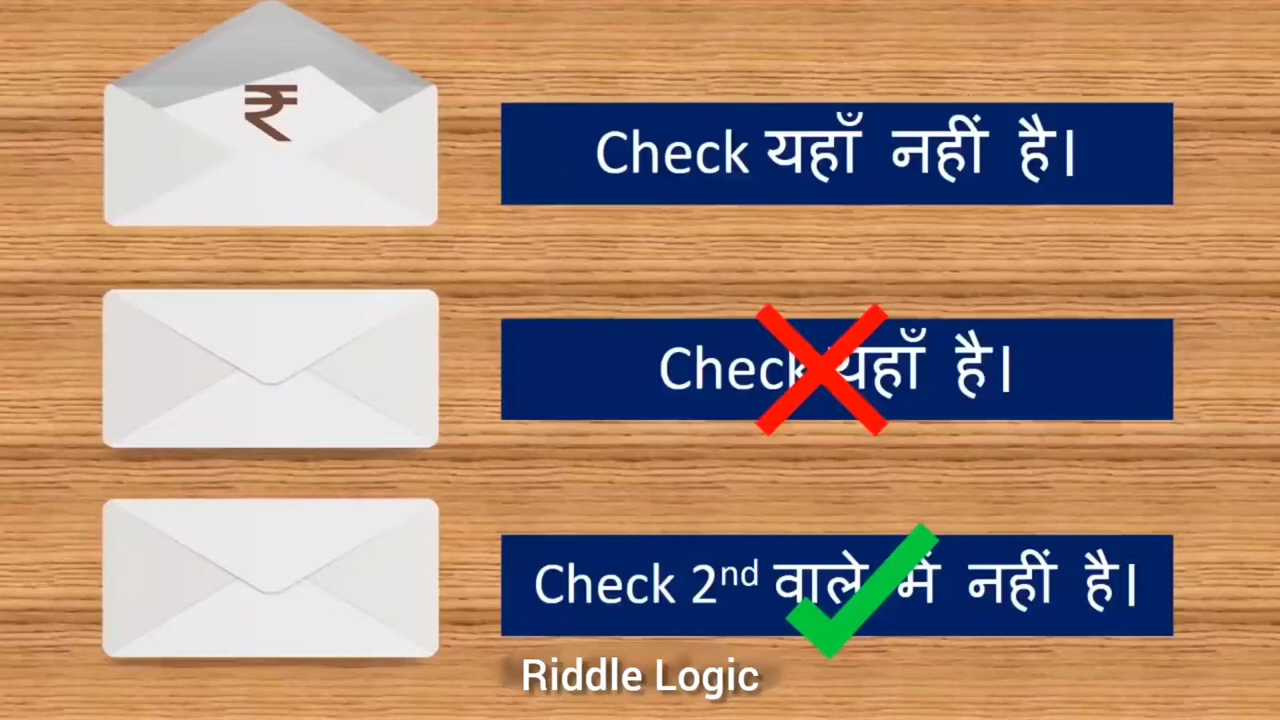 ₹
Check यहाँ नहीं है।
Check यहाँ है।
Check 2nd वाले में नहीं है।
Riddle Logic